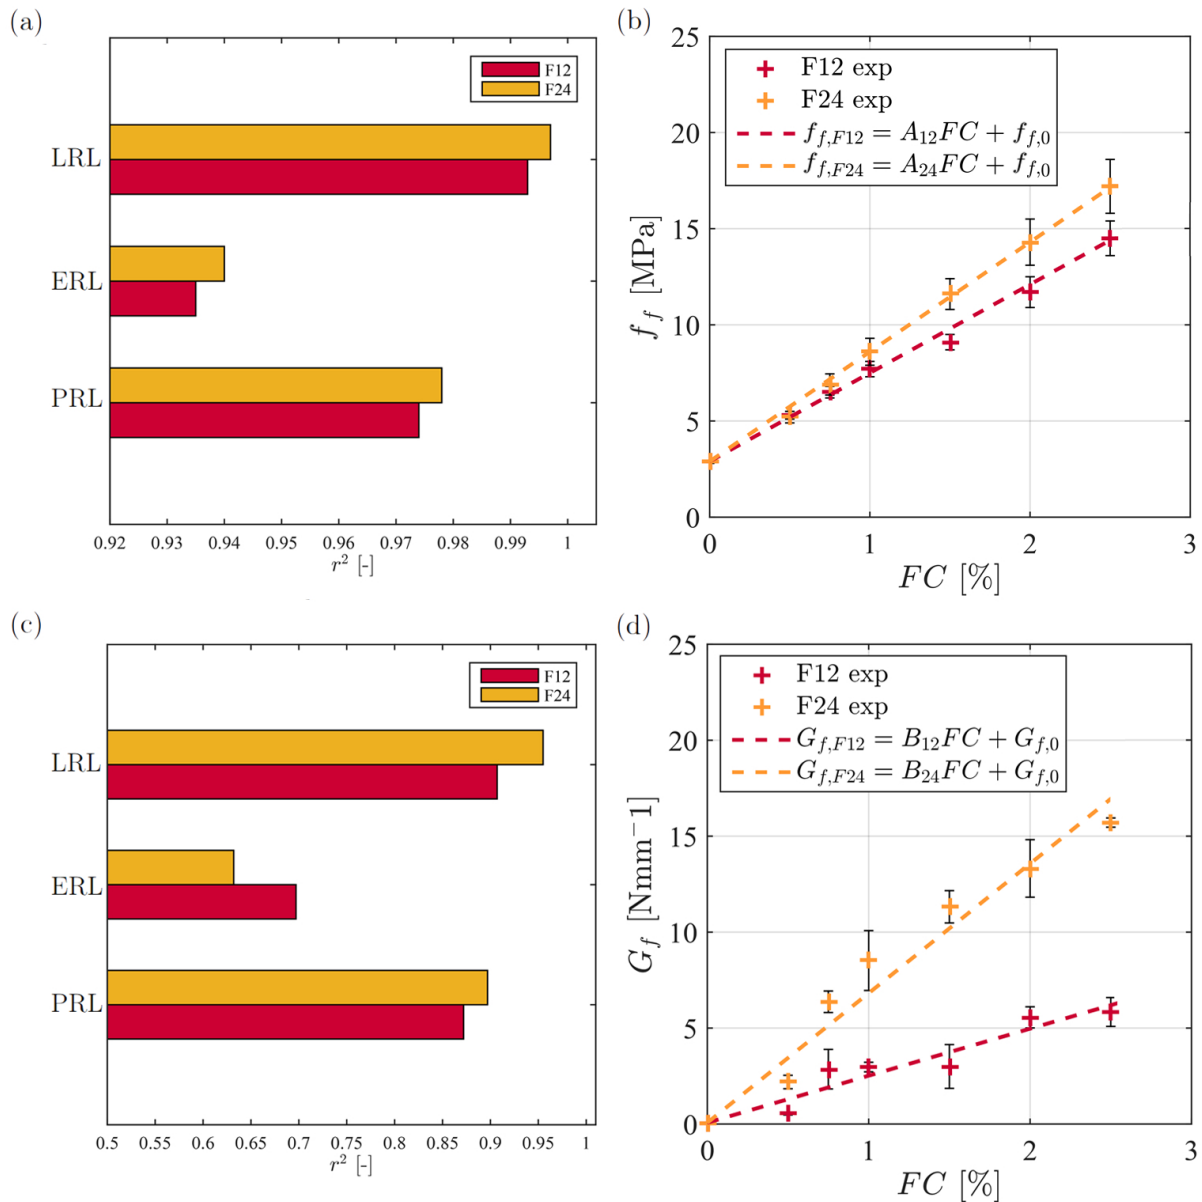 (a)
F12
F24
LRL
ERL
PRL
0.92 0.93 0.94 0.95 0.96 0.97 0.98 0.99 1
r² [-]
(b)
25
20
15
10
5
0
f_f [MPa]
F12 exp
F24 exp
f_{f,F12} = A_{12}FC + f_{f,0}
f_{f,F24} = A_{24}FC + f_{f,0}
0 1 2 3
FC [%]
(c)
F12
F24
LRL
ERL
PRL
0.5 0.55 0.6 0.65 0.7 0.75 0.8 0.85 0.9 0.95 1
r² [-]
(d)
25
20
15
10
5
0
G_f [Nmm−1]
F12 exp
F24 exp
G_{f,F12} = B_{12}FC + G_{f,0}
G_{f,F24} = B_{24}FC + G_{f,0}
0 1 2 3
FC [%]